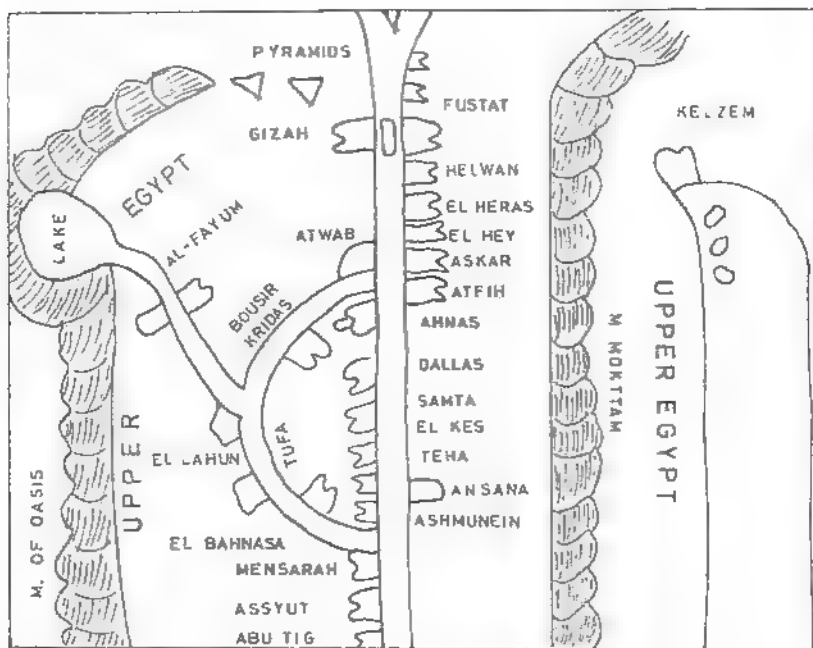 PYRAMIDS
FUSTAT
GIZAH
KELZEM
HELWAN
EGYPT
EL HERAS
LAKE
AL-FAYUM
ATWAB
EL HEY
ASKAR
BOUSIR
KRIDAS
ATFIH
AHNAS
UPPER EGYPT
M MOKTTAM
DALLAS
SAMTA
EL KES
TUFA
TEHA
UPPER
EL LAHUN
ANSANA
M. OF OASIS
ASHMUNEIN
EL BAHNASA
MENSARAH
ASSYUT
ABU TIG